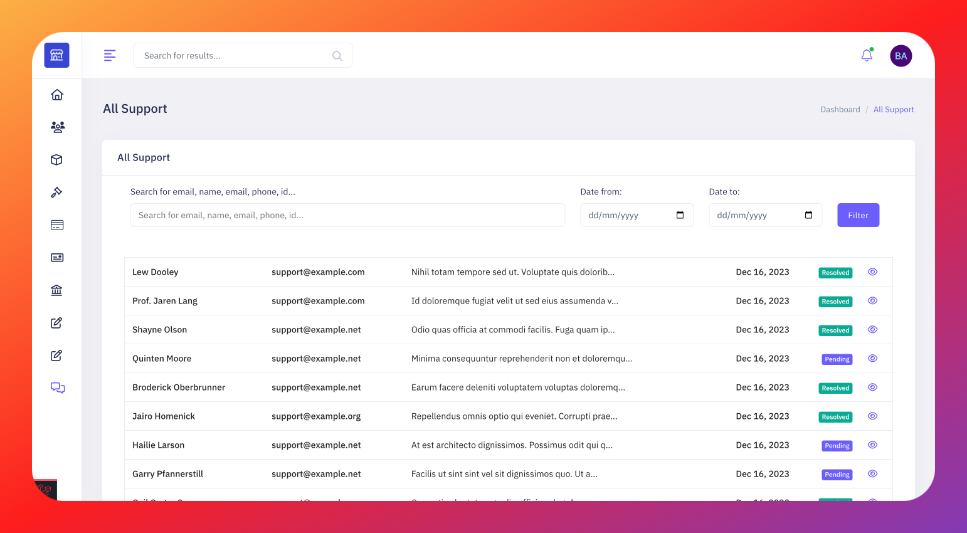 Search for results...
BA
All Support
Dashboard / All Support
All Support
Search for email, name, email, phone, id... Date from: Date to:
Search for email, name, email, phone, id... dd/mm/yyyy dd/mm/yyyy Filter
Lew Dooley support@example.com Nihil totam tempore sed ut. Voluptate quis dolorib... Dec 16, 2023 Resolved
Prof. Jaren Lang support@example.com Id doloremque fugiat velit ut sed eius assumenda v... Dec 16, 2023 Resolved
Shayne Olson support@example.net Odio quas officia at commodi facilis. Fuga quam ip... Dec 16, 2023 Resolved
Quinten Moore support@example.net Minima consequuntur reprehenderit non et doloremqu... Dec 16, 2023 Pending
Broderick Oberbrunner support@example.net Earum facere deleniti voluptatem voluptas doloremq... Dec 16, 2023 Resolved
Jairo Homenick support@example.org Repellendus omnis optio qui eveniet. Corrupti prae... Dec 16, 2023 Resolved
Hailie Larson support@example.net At est architecto dignissimos. Possimus odit qui q... Dec 16, 2023 Pending
Garry Pfannerstill support@example.net Facilis ut sint sint vel sit dignissimos quo. Ut a... Dec 16, 2023 Pending